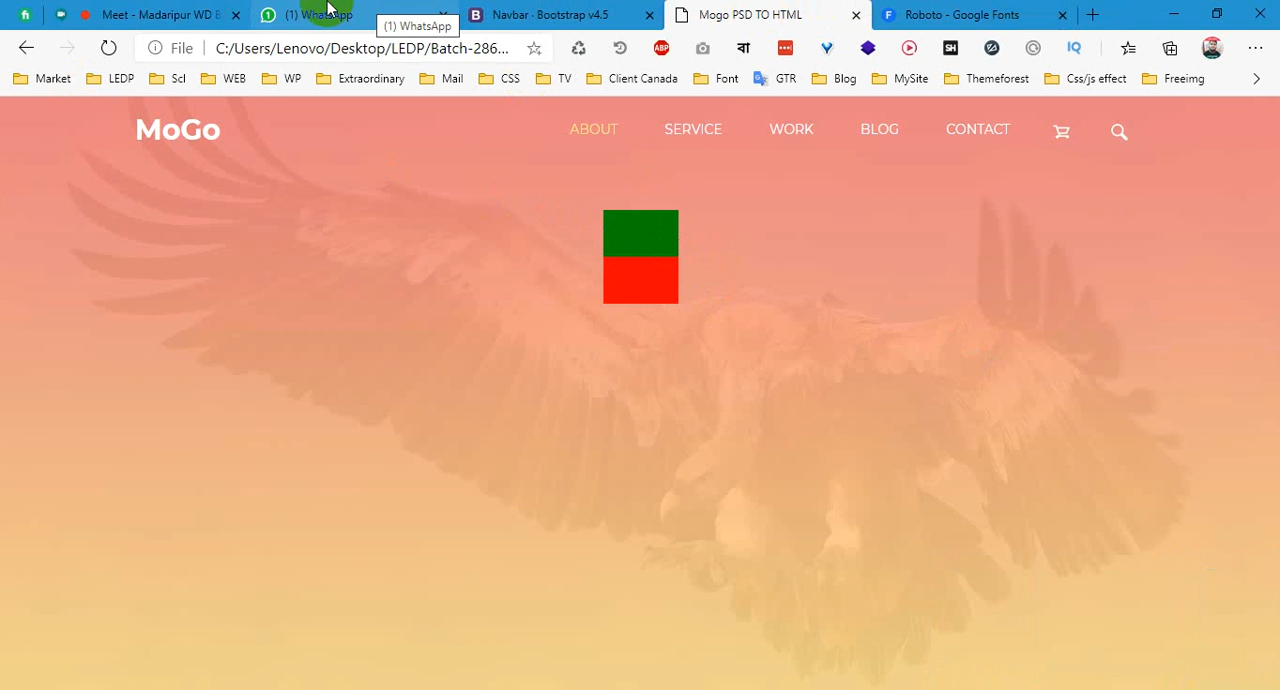 Meet - Madaripur WD B
(1) WhatsApp
Navbar · Bootstrap v4.5
Mogo PSD TO HTML
Roboto - Google Fonts
(1) WhatsApp
File
C:/Users/Lenovo/Desktop/LEDP/Batch-286...
ABP
বা
SH
IQ
Market
LEDP
Scl
WEB
WP
Extraordinary
Mail
CSS
TV
Client Canada
Font
GTR
Blog
MySite
Themeforest
Css/js effect
Freeimg
MoGo
ABOUT
SERVICE
WORK
BLOG
CONTACT